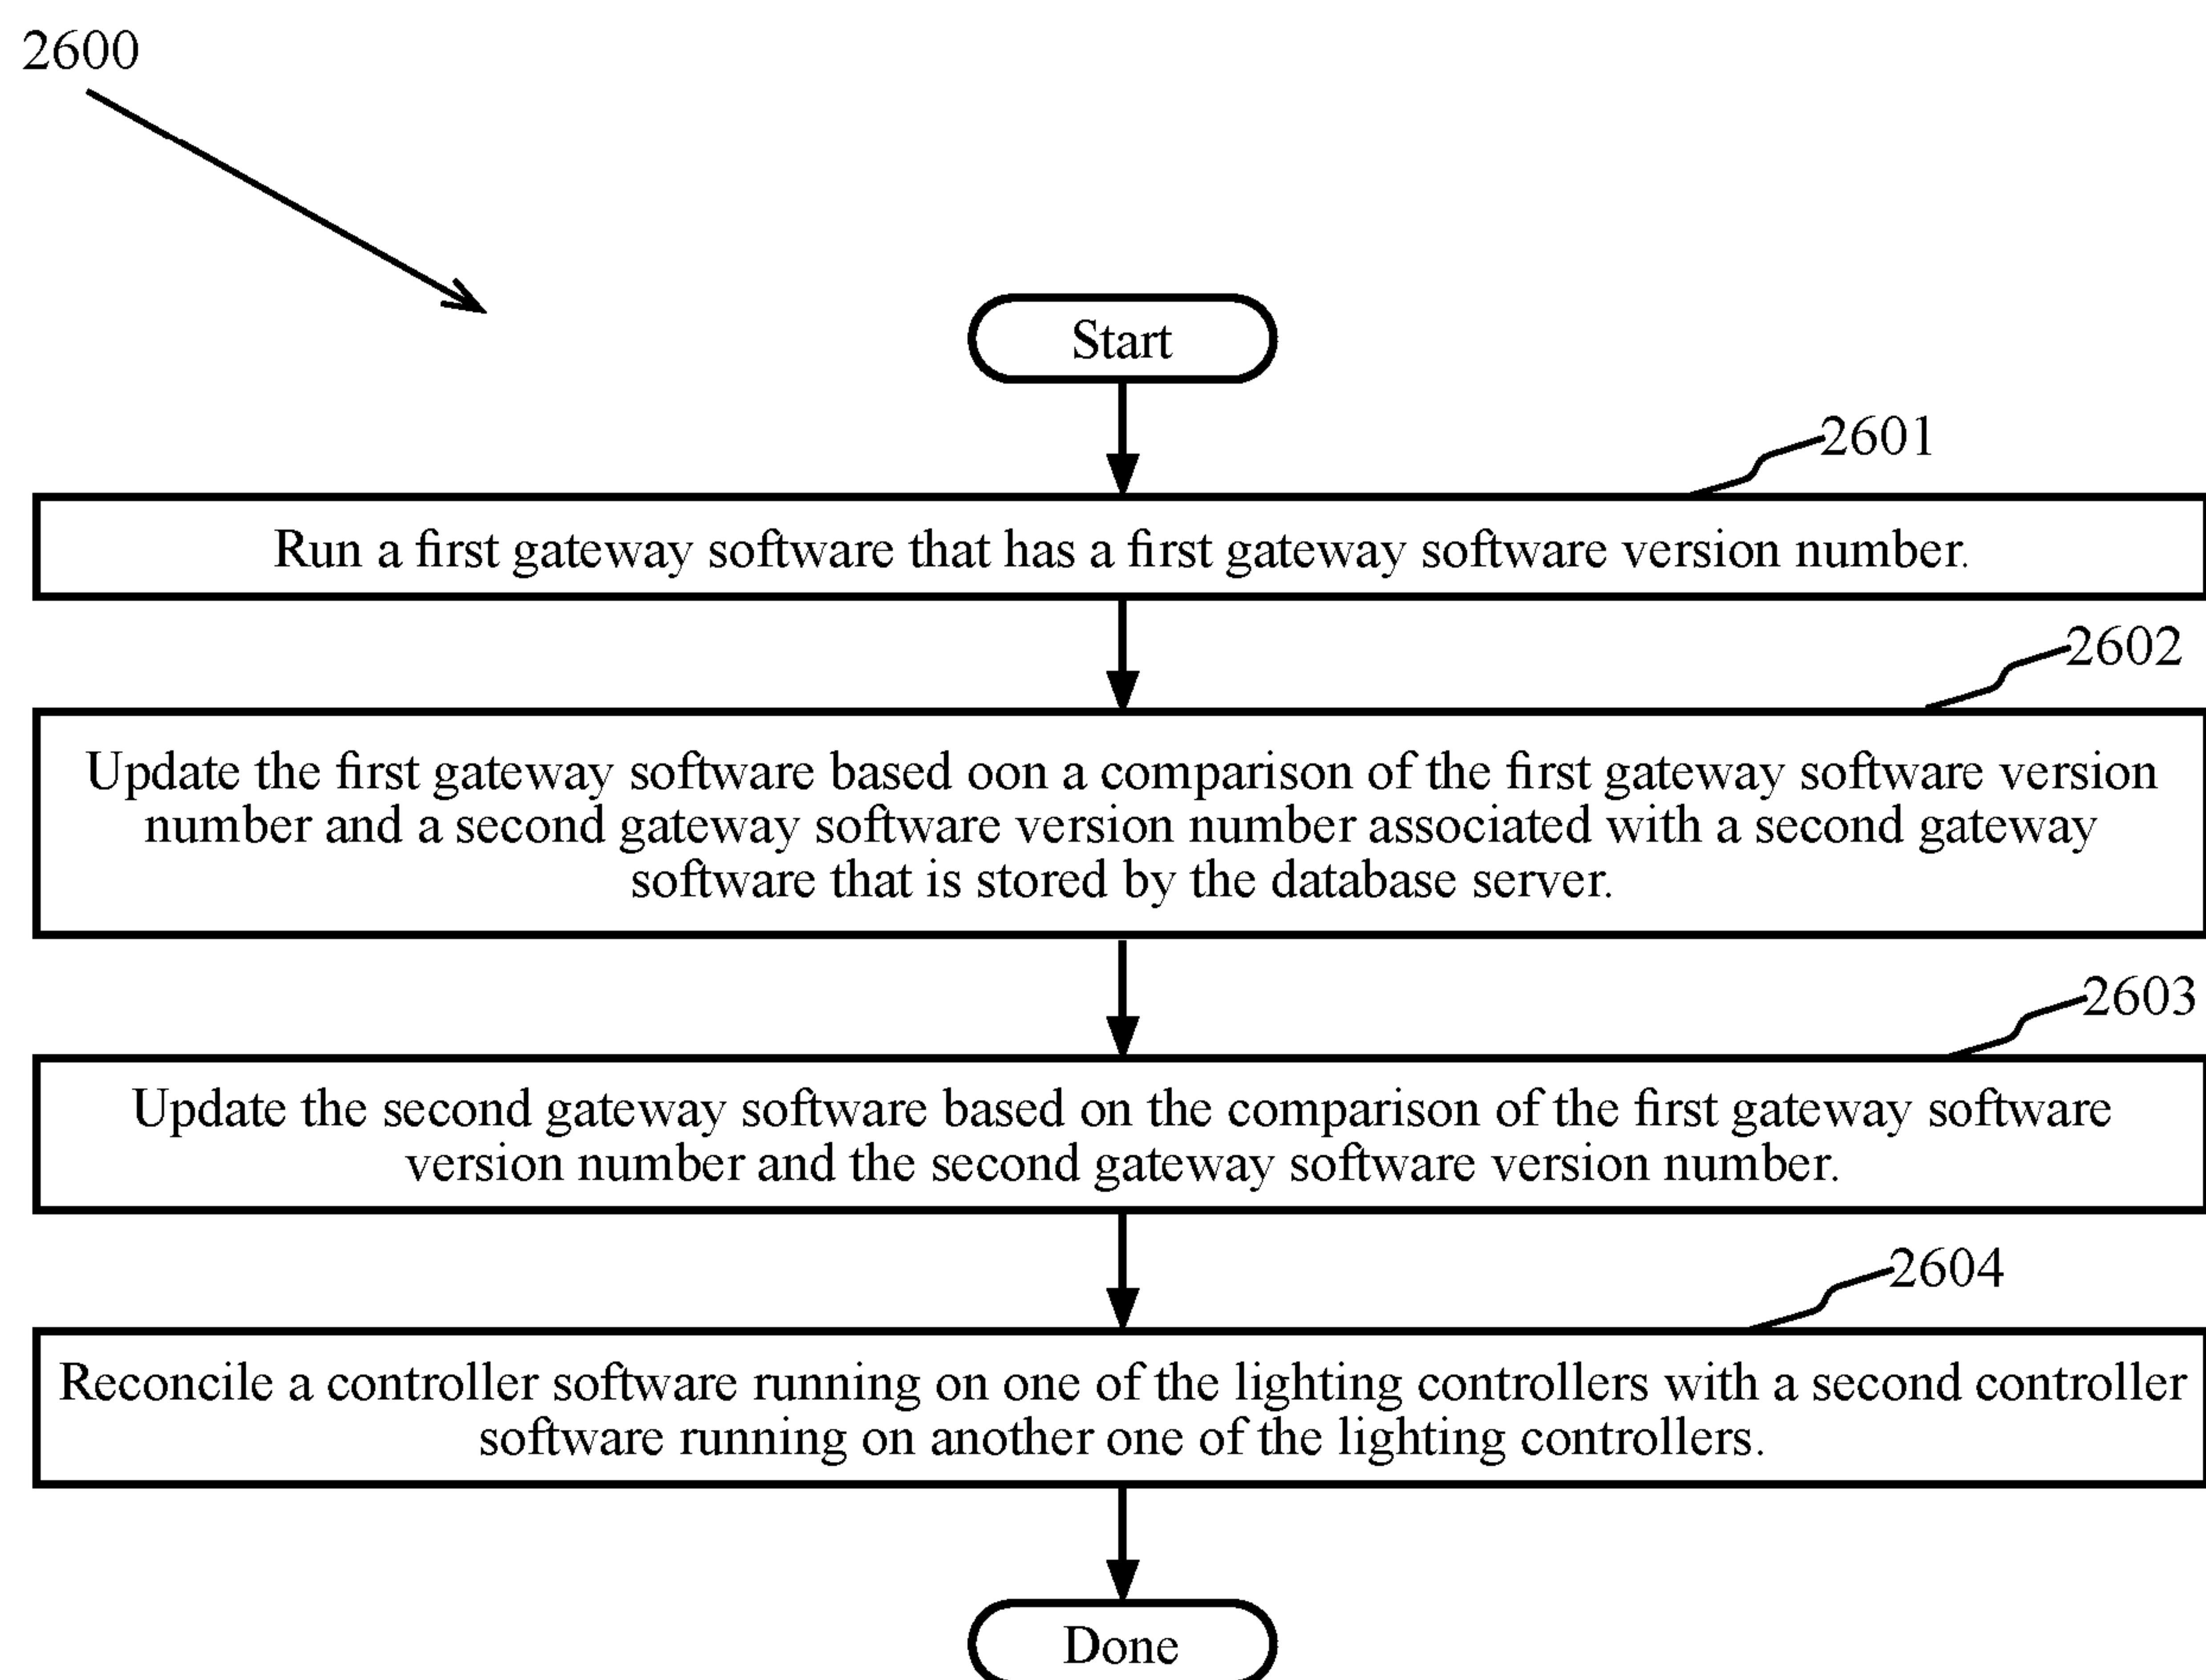 2600
Start
2601
Run a first gateway software that has a first gateway software version number.
2602
Update the first gateway software based oon a comparison of the first gateway software version
number and a second gateway software version number associated with a second gateway
software that is stored by the database server.
2603
Update the second gateway software based on the comparison of the first gateway software
version number and the second gateway software version number.
2604
Reconcile a controller software running on one of the lighting controllers with a second controller
software running on another one of the lighting controllers.
Done